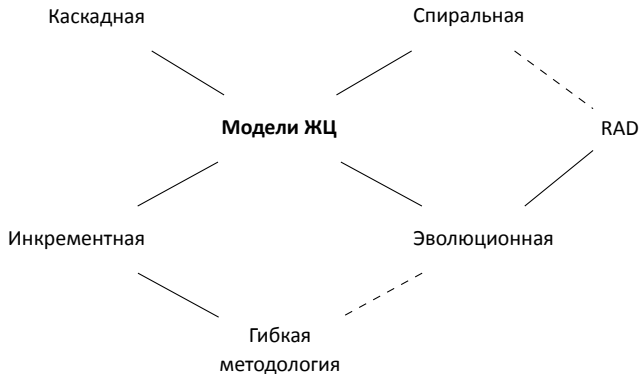 Каскадная
Спиральная
Модели ЖЦ
RAD
Инкрементная
Эволюционная
Гибкая
методология